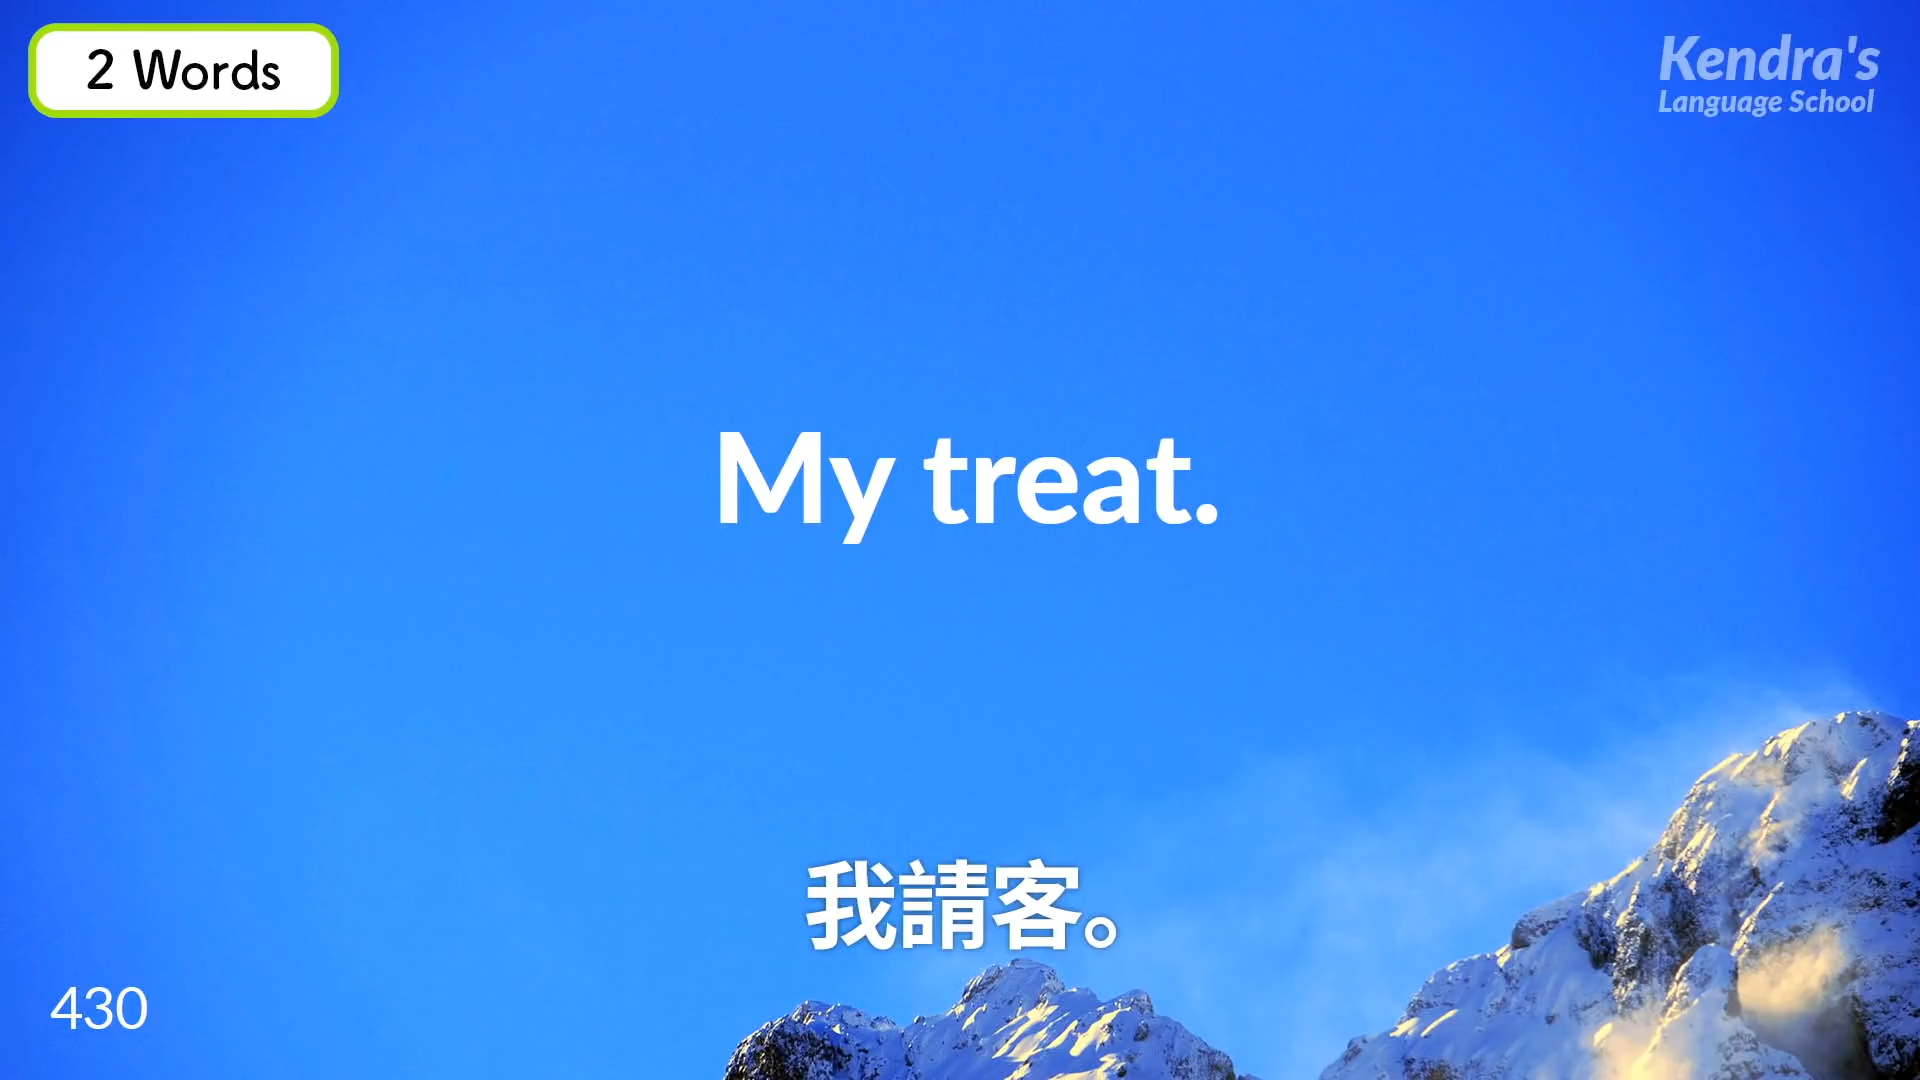 2 Words
Kendra's
Language School
My treat.
我請客。
430